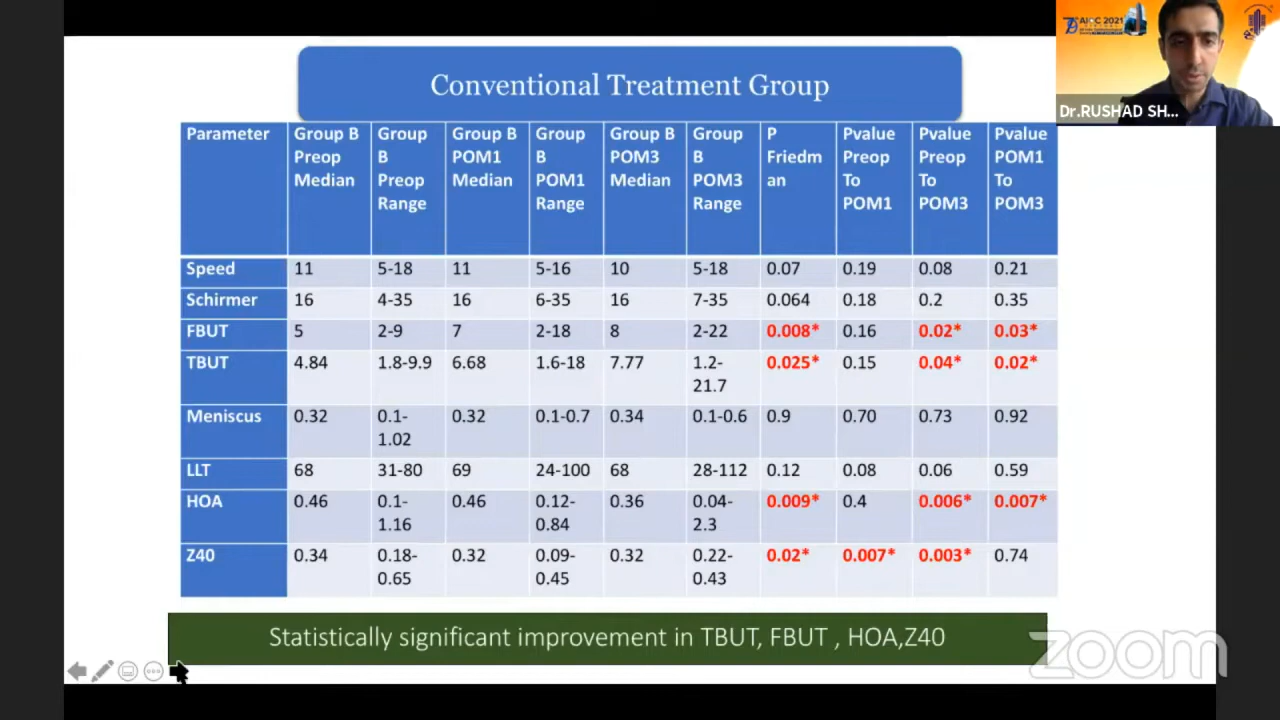 AIOC 2021
Dr.RUSHAD SH...
Conventional Treatment Group
Parameter Group B Preop Median Group B Preop Range Group B POM1 Median Group B POM1 Range Group B POM3 Median Group B POM3 Range P Friedman Pvalue Preop To POM1 Pvalue Preop To POM3 Pvalue POM1 To POM3
Speed 11 5-18 11 5-16 10 5-18 0.07 0.19 0.08 0.21
Schirmer 16 4-35 16 6-35 16 7-35 0.064 0.18 0.2 0.35
FBUT 5 2-9 7 2-18 8 2-22 0.008* 0.16 0.02* 0.03*
TBUT 4.84 1.8-9.9 6.68 1.6-18 7.77 1.2-21.7 0.025* 0.15 0.04* 0.02*
Meniscus 0.32 0.1-1.02 0.32 0.1-0.7 0.34 0.1-0.6 0.9 0.70 0.73 0.92
LLT 68 31-80 69 24-100 68 28-112 0.12 0.08 0.06 0.59
HOA 0.46 0.1-1.16 0.46 0.12-0.84 0.36 0.04-2.3 0.009* 0.4 0.006* 0.007*
Z40 0.34 0.18-0.65 0.32 0.09-0.45 0.32 0.22-0.43 0.02* 0.007* 0.003* 0.74
Statistically significant improvement in TBUT, FBUT , HOA,Z40
zoom